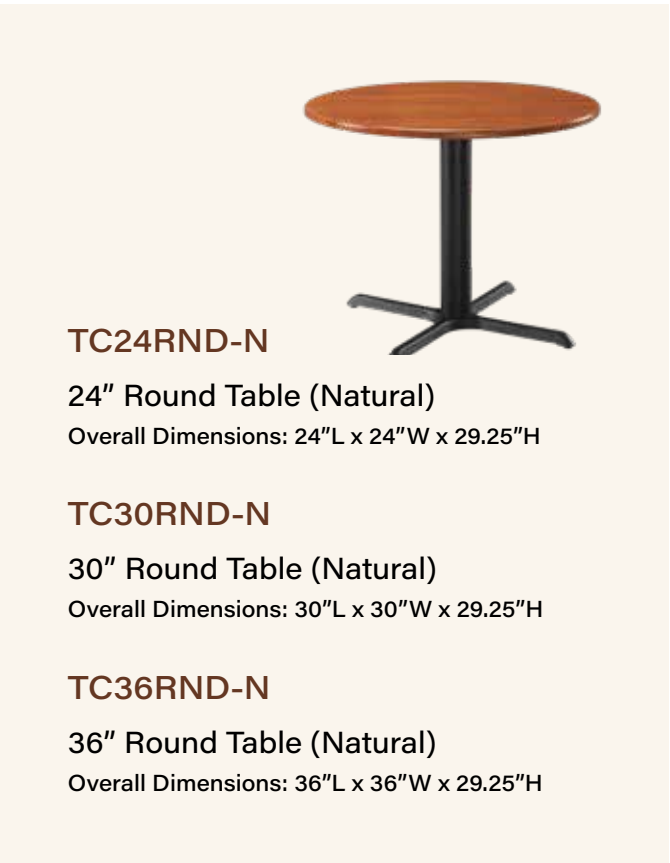 TC24RND-N
24” Round Table (Natural)
Overall Dimensions: 24”L x 24”W x 29.25”H
TC30RND-N
30” Round Table (Natural)
Overall Dimensions: 30”L x 30”W x 29.25”H
TC36RND-N
36” Round Table (Natural)
Overall Dimensions: 36”L x 36”W x 29.25”H